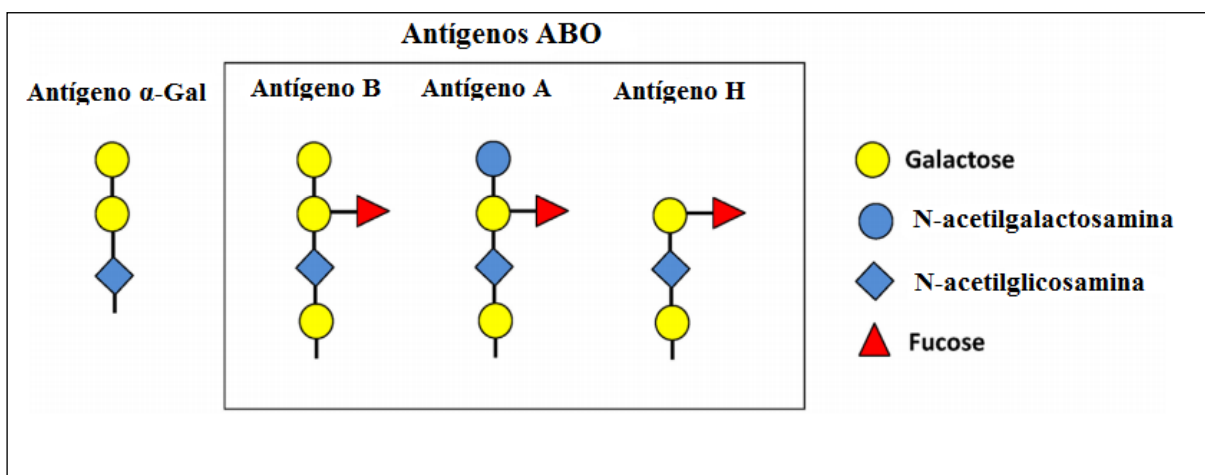 Antígenos ABO
Antígeno α-Gal
Antígeno B
Antígeno A
Antígeno H
Galactose
N-acetilgalactosamina
N-acetilglicosamina
Fucose